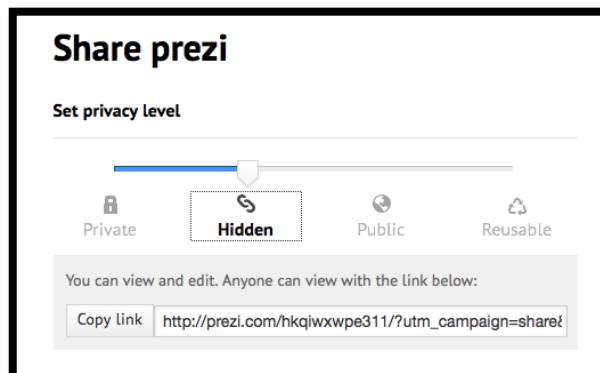 Share prezi
Set privacy level
Private Hidden Public Reusable
You can view and edit. Anyone can view with the link below:
Copy link http://prezi.com/hkqiwxwpe311/?utm_campaign=share&